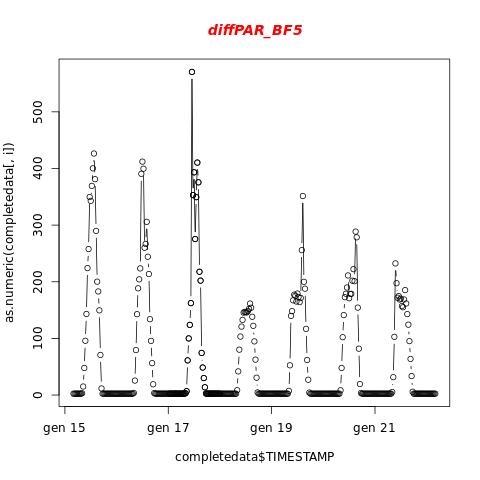 diffPAR_BF5
as.numeric(completedata[, i])
500
400
300
200
100
0
gen 15
gen 17
gen 19
gen 21
completedata$TIMESTAMP